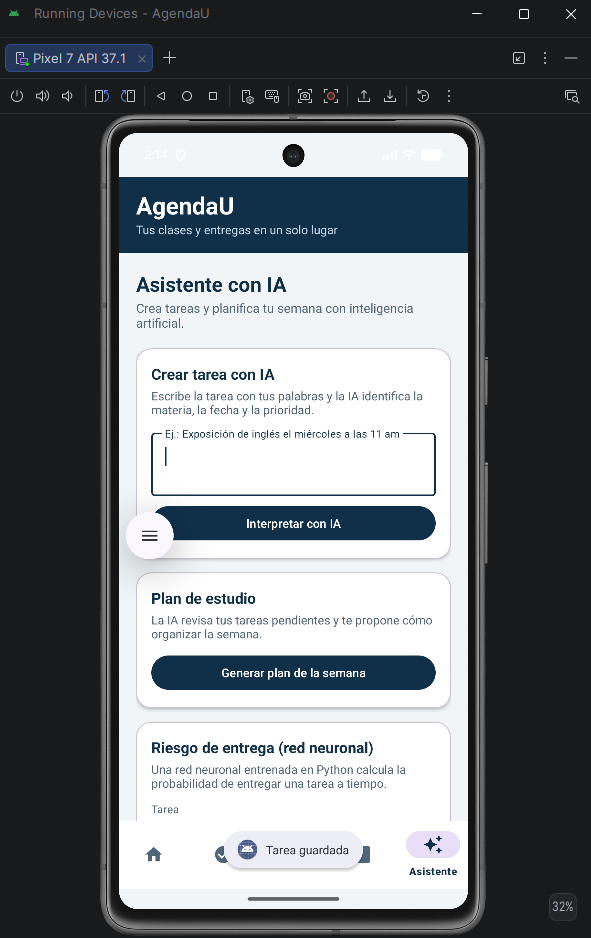 Running Devices - AgendaU
Pixel 7 API 37.1
2:14
AgendaU
Tus clases y entregas en un solo lugar
Asistente con IA
Crea tareas y planifica tu semana con inteligencia
artificial.
Crear tarea con IA
Escribe la tarea con tus palabras y la IA identifica la
materia, la fecha y la prioridad.
Ej.: Exposición de inglés el miércoles a las 11 am
Interpretar con IA
Plan de estudio
La IA revisa tus tareas pendientes y te propone cómo
organizar la semana.
Generar plan de la semana
Riesgo de entrega (red neuronal)
Una red neuronal entrenada en Python calcula la
probabilidad de entregar una tarea a tiempo.
Tarea
Tarea guardada
Asistente
32%